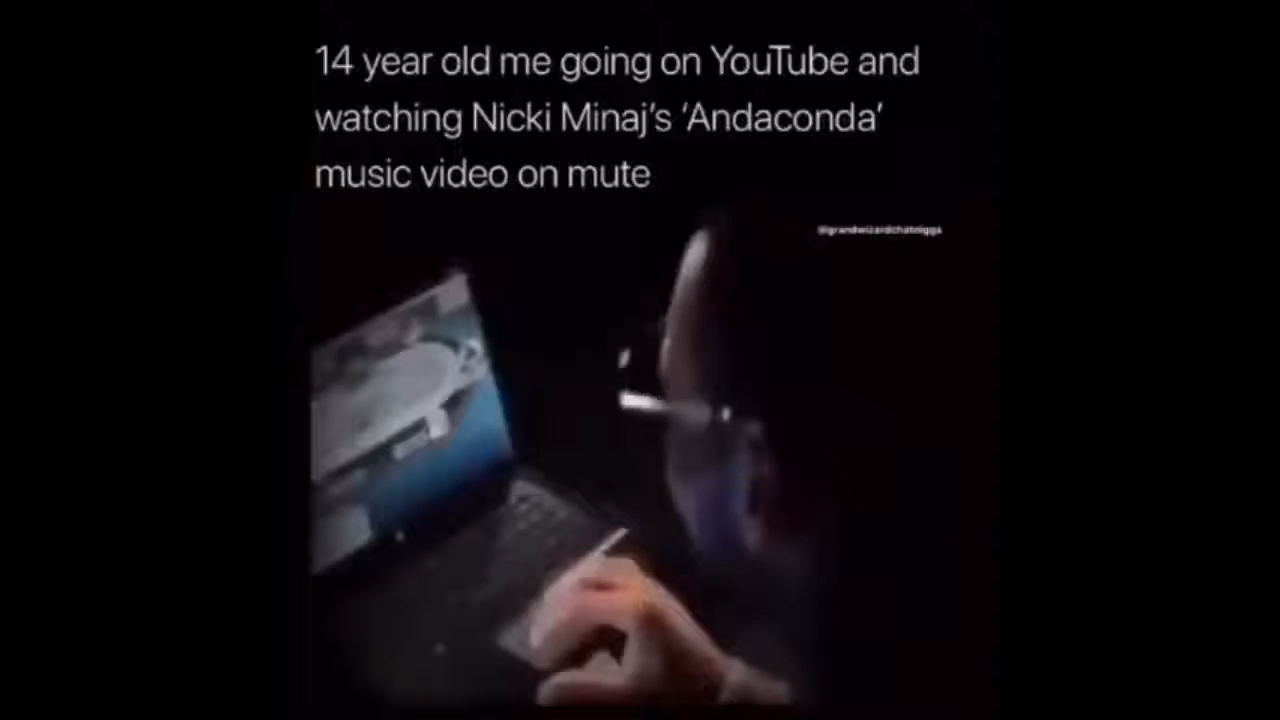 14 year old me going on YouTube and
watching Nicki Minaj's 'Andaconda'
music video on mute